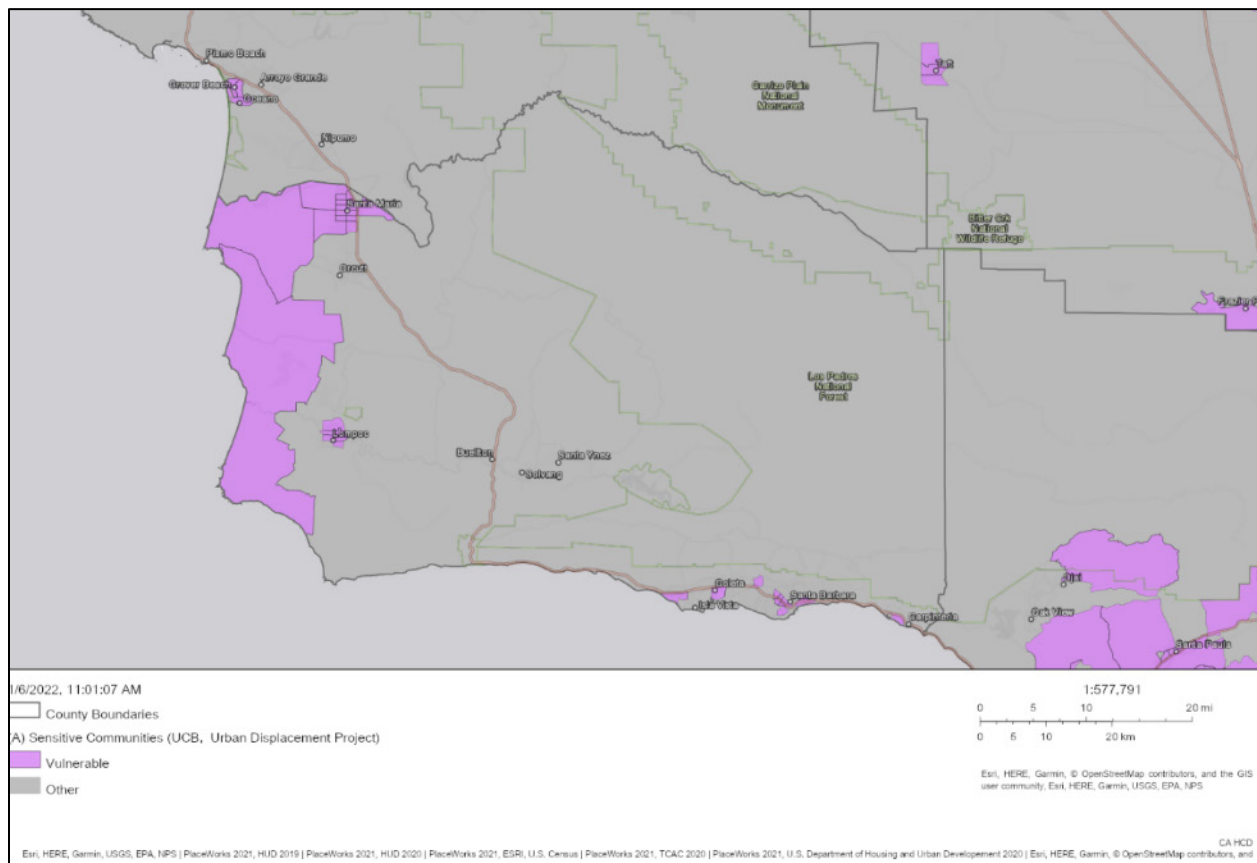 Pismo Beach
Grover Beach
Arroyo Grande
Oceano
Nipomo
Carrizo Plain
National
Monument
Taft
Santa Maria
Bitter Crk
National
Wildlife Refuge
Orcutt
Frazier P
Los Padres
National
Forest
Lompoc
Buellton
Santa Ynez
Solvang
Goleta
Isla Vista
Santa Barbara
Carpinteria
Ojai
Oak View
Santa Paula
1/6/2022, 11:01:07 AM
County Boundaries
(A) Sensitive Communities (UCB, Urban Displacement Project)
Vulnerable
Other
1:577,791
0 5 10 20 mi
0 5 10 20 km
Esri, HERE, Garmin, © OpenStreetMap contributors, and the GIS
user community, Esri, HERE, Garmin, USGS, EPA, NPS
CA HCD
Esri, HERE, Garmin, USGS, EPA, NPS | PlaceWorks 2021, HUD 2019 | PlaceWorks 2021, HUD 2020 | PlaceWorks 2021, ESRI, U.S. Census | PlaceWorks 2021, TCAC 2020 | PlaceWorks 2021, U.S. Department of Housing and Urban Developement 2020 | Esri, HERE, Garmin, © OpenStreetMap contributors, and